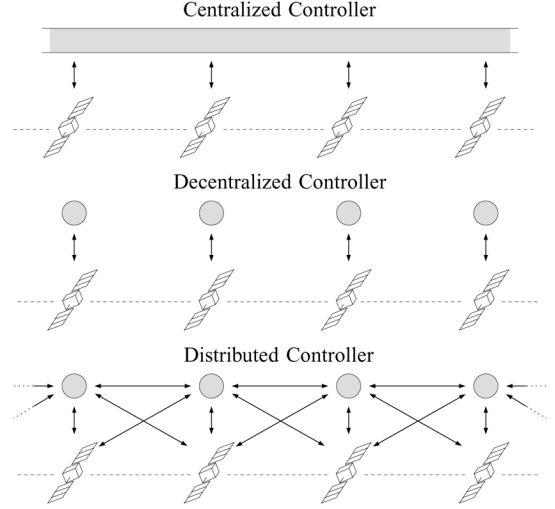 Centralized Controller
Decentralized Controller
Distributed Controller